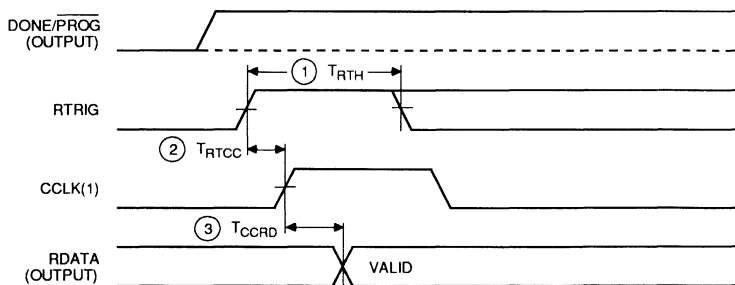 DONE/PROG
(OUTPUT)
1 TRTH
RTRIG
2 TRTCC
CCLK(1)
3 TCCRD
RDATA
(OUTPUT)
VALID